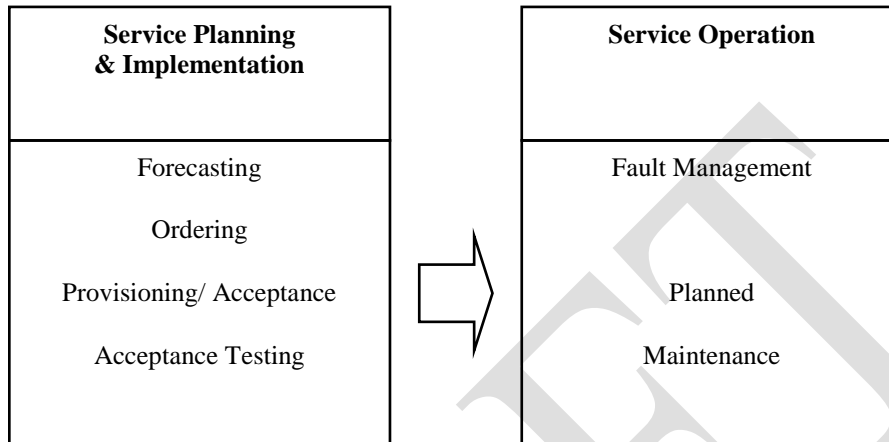 Service Planning
& Implementation
Forecasting
Ordering
Provisioning/ Acceptance
Acceptance Testing
Service Operation
Fault Management
Planned
Maintenance